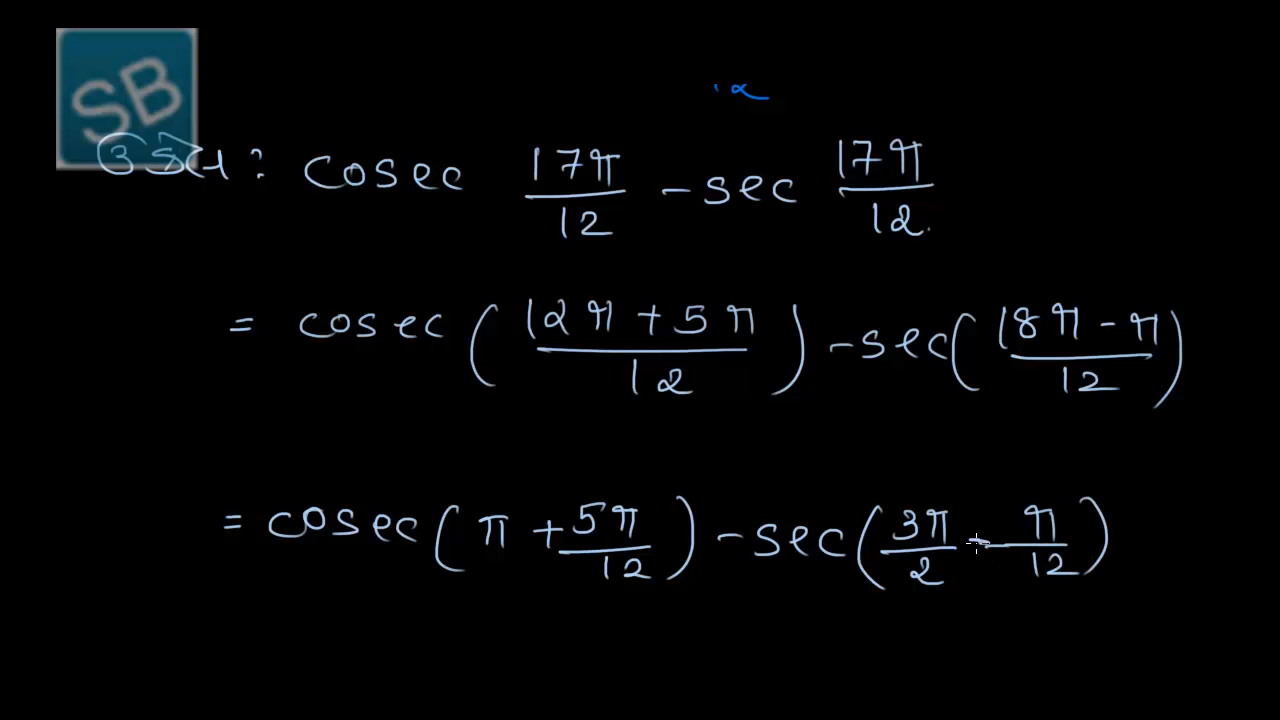 SB
cosec 17π/12 - sec 17π/12
= cosec((12π + 5π)/12) - sec((18π - π)/12)
= cosec(π + 5π/12) - sec(3π/2 - π/12)